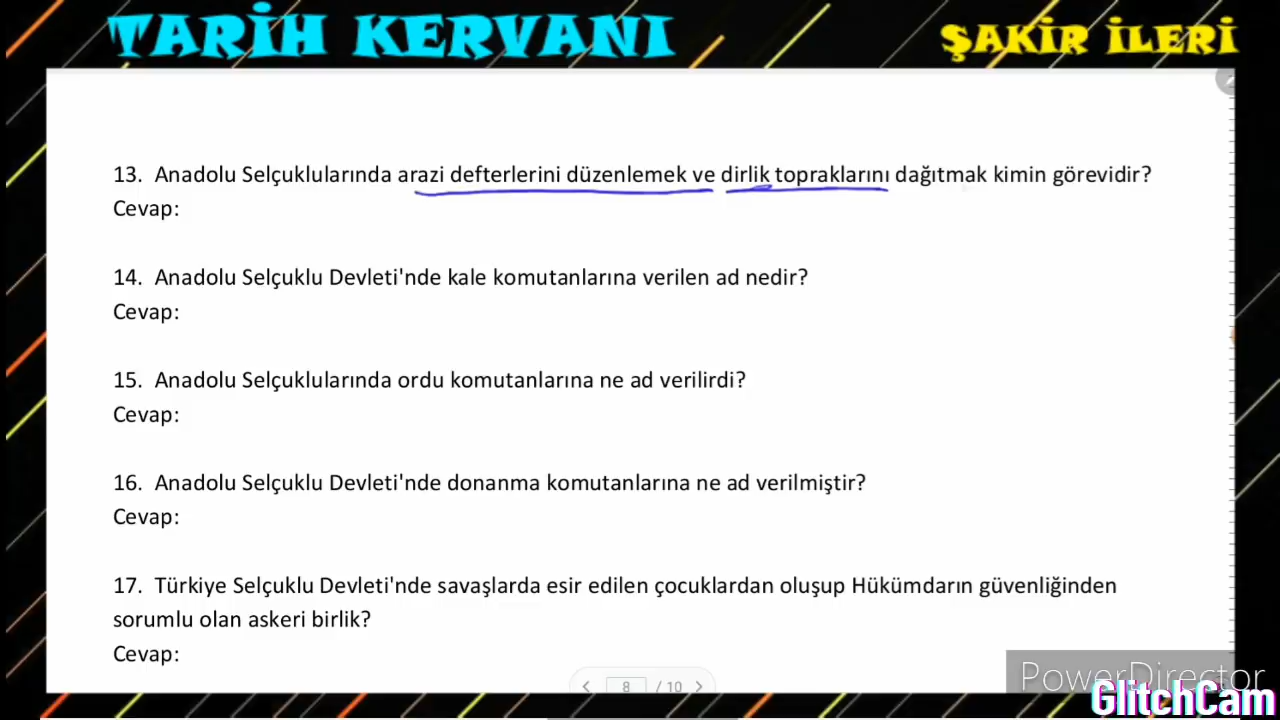 TARİH KERVANI
ŞAKİR İLERİ
13. Anadolu Selçuklularında arazi defterlerini düzenlemek ve dirlik topraklarını dağıtmak kimin görevidir?
Cevap:
14. Anadolu Selçuklu Devleti'nde kale komutanlarına verilen ad nedir?
Cevap:
15. Anadolu Selçuklularında ordu komutanlarına ne ad verilirdi?
Cevap:
16. Anadolu Selçuklu Devleti'nde donanma komutanlarına ne ad verilmiştir?
Cevap:
17. Türkiye Selçuklu Devleti'nde savaşlarda esir edilen çocuklardan oluşup Hükümdarın güvenliğinden
sorumlu olan askeri birlik?
Cevap:
8 / 10
PowerDirector
GlitchCam